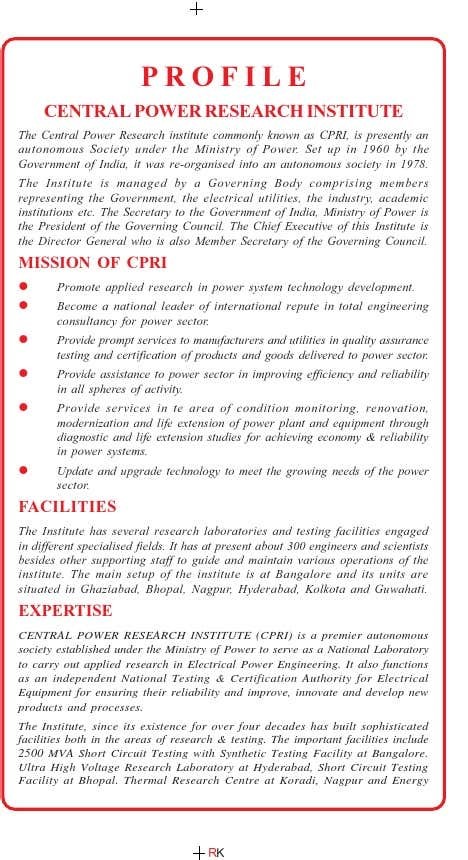 PROFILE
CENTRAL POWER RESEARCH INSTITUTE
The Central Power Research institute commonly known as CPRI, is presently an
autonomous Society under the Ministry of Power. Set up in 1960 by the
Government of India, it was re-organised into an autonomous society in 1978.
The Institute is managed by a Governing Body comprising members
representing the Government, the electrical utilities, the industry, academic
institutions etc. The Secretary to the Government of India, Ministry of Power is
the President of the Governing Council. The Chief Executive of this Institute is
the Director General who is also Member Secretary of the Governing Council.
MISSION OF CPRI
● Promote applied research in power system technology development.
● Become a national leader of international repute in total engineering
consultancy for power sector.
● Provide prompt services to manufacturers and utilities in quality assurance
testing and certification of products and goods delivered to power sector.
● Provide assistance to power sector in improving efficiency and reliability
in all spheres of activity.
● Provide services in te area of condition monitoring, renovation,
modernization and life extension of power plant and equipment through
diagnostic and life extension studies for achieving economy & reliability
in power systems.
● Update and upgrade technology to meet the growing needs of the power
sector.
FACILITIES
The Institute has several research laboratories and testing facilities engaged
in different specialised fields. It has at present about 300 engineers and scientists
besides other supporting staff to guide and maintain various operations of the
institute. The main setup of the institute is at Bangalore and its units are
situated in Ghaziabad, Bhopal, Nagpur, Hyderabad, Kolkota and Guwahati.
EXPERTISE
CENTRAL POWER RESEARCH INSTITUTE (CPRI) is a premier autonomous
society established under the Ministry of Power to serve as a National Laboratory
to carry out applied research in Electrical Power Engineering. It also functions
as an independent National Testing & Certification Authority for Electrical
Equipment for ensuring their reliability and improve, innovate and develop new
products and processes.
The Institute, since its existence for over four decades has built sophisticated
facilities both in the areas of research & testing. The important facilities include
2500 MVA Short Circuit Testing with Synthetic Testing Facility at Bangalore.
Ultra High Voltage Research Laboratory at Hyderabad, Short Circuit Testing
Facility at Bhopal. Thermal Research Centre at Koradi, Nagpur and Energy
RK